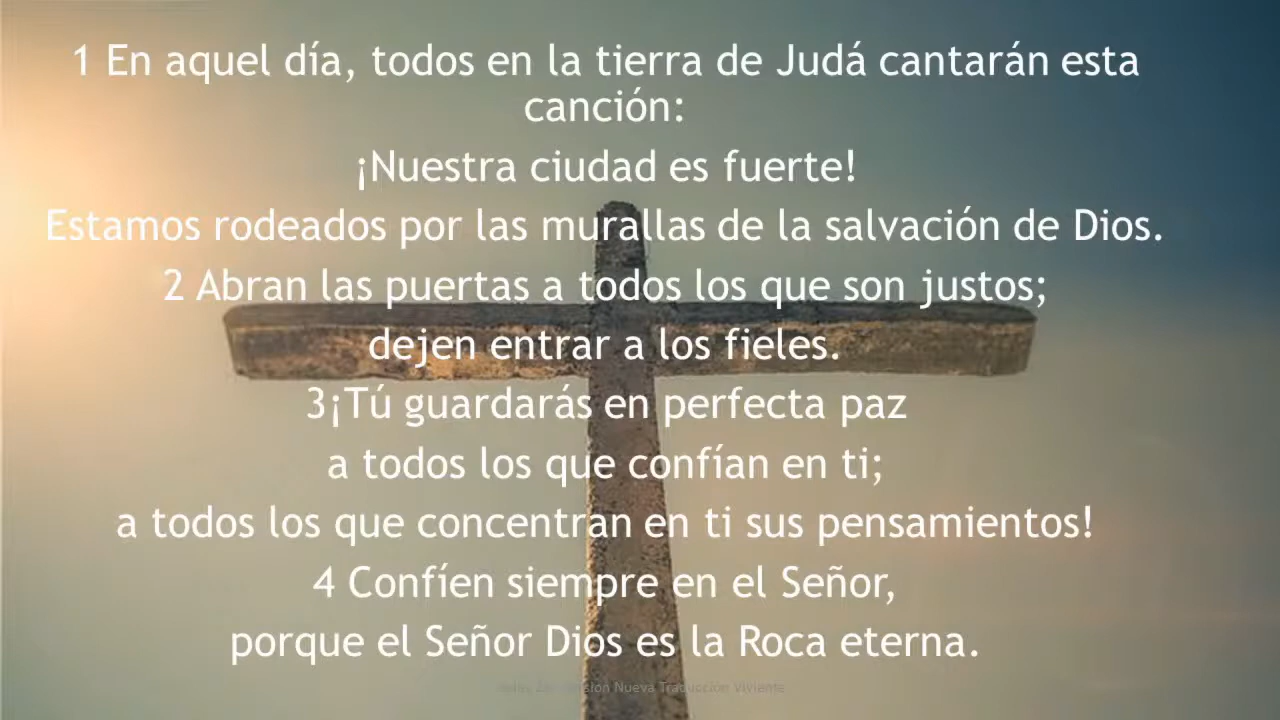 1 En aquel día, todos en la tierra de Judá cantarán esta
canción:
¡Nuestra ciudad es fuerte!
Estamos rodeados por las murallas de la salvación de Dios.
2 Abran las puertas a todos los que son justos;
dejen entrar a los fieles.
3¡Tú guardarás en perfecta paz
a todos los que confían en ti;
a todos los que concentran en ti sus pensamientos!
4 Confíen siempre en el Señor,
porque el Señor Dios es la Roca eterna.
Nueva Traducción Viviente